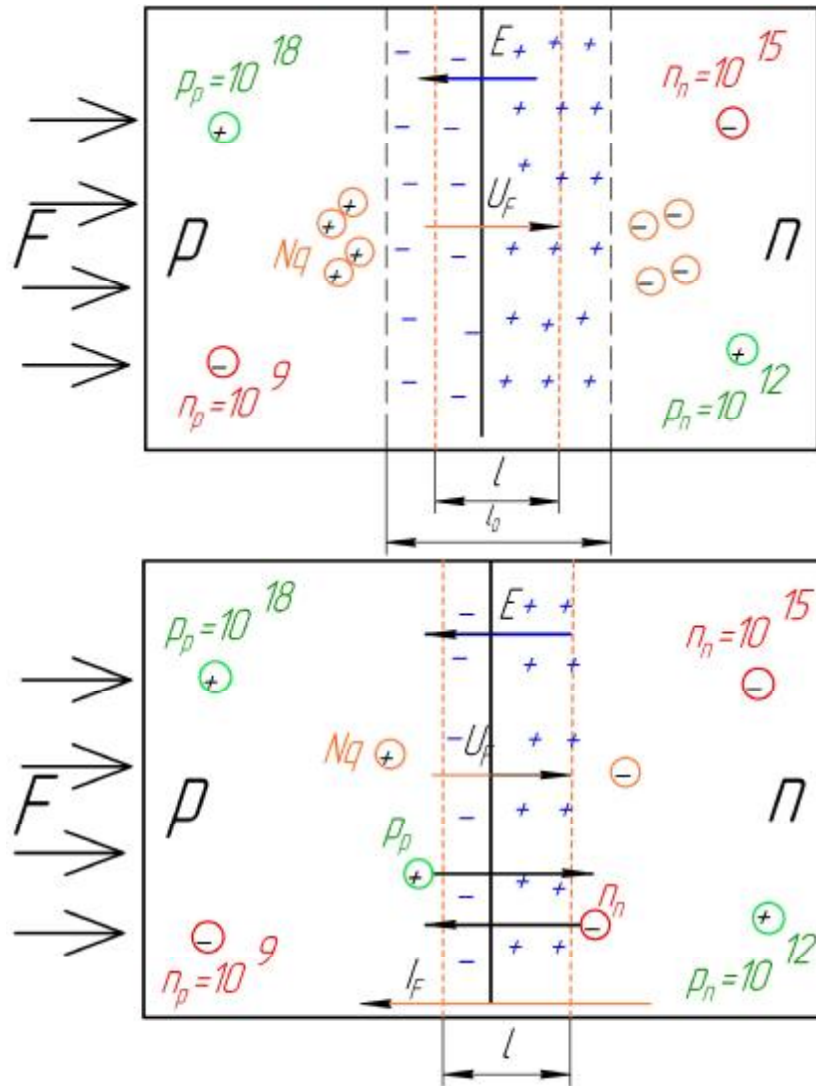 p_p=10^18
E
n_n=10^15
F
p
U_F
n
Nq
n_p=10^9
p_n=10^12
l
l_0
p_p=10^18
E
n_n=10^15
Nq
U_F
F
p
n
p_p
n_n
n_p=10^9
I_F
p_n=10^12
l